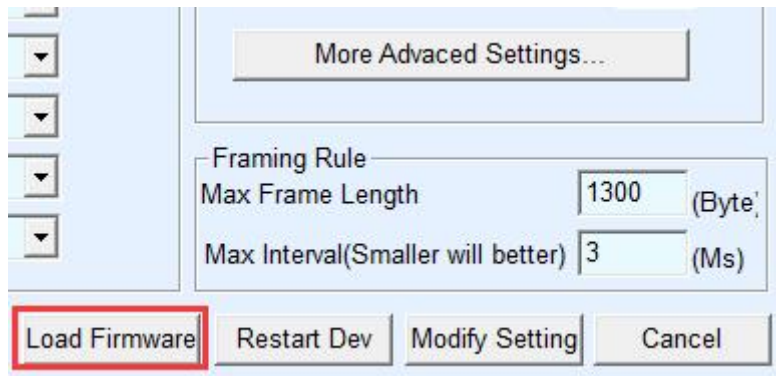 More Advaced Settings...
Framing Rule
Max Frame Length 1300 (Byte)
Max Interval(Smaller will better) 3 (Ms)
Load Firmware Restart Dev Modify Setting Cancel